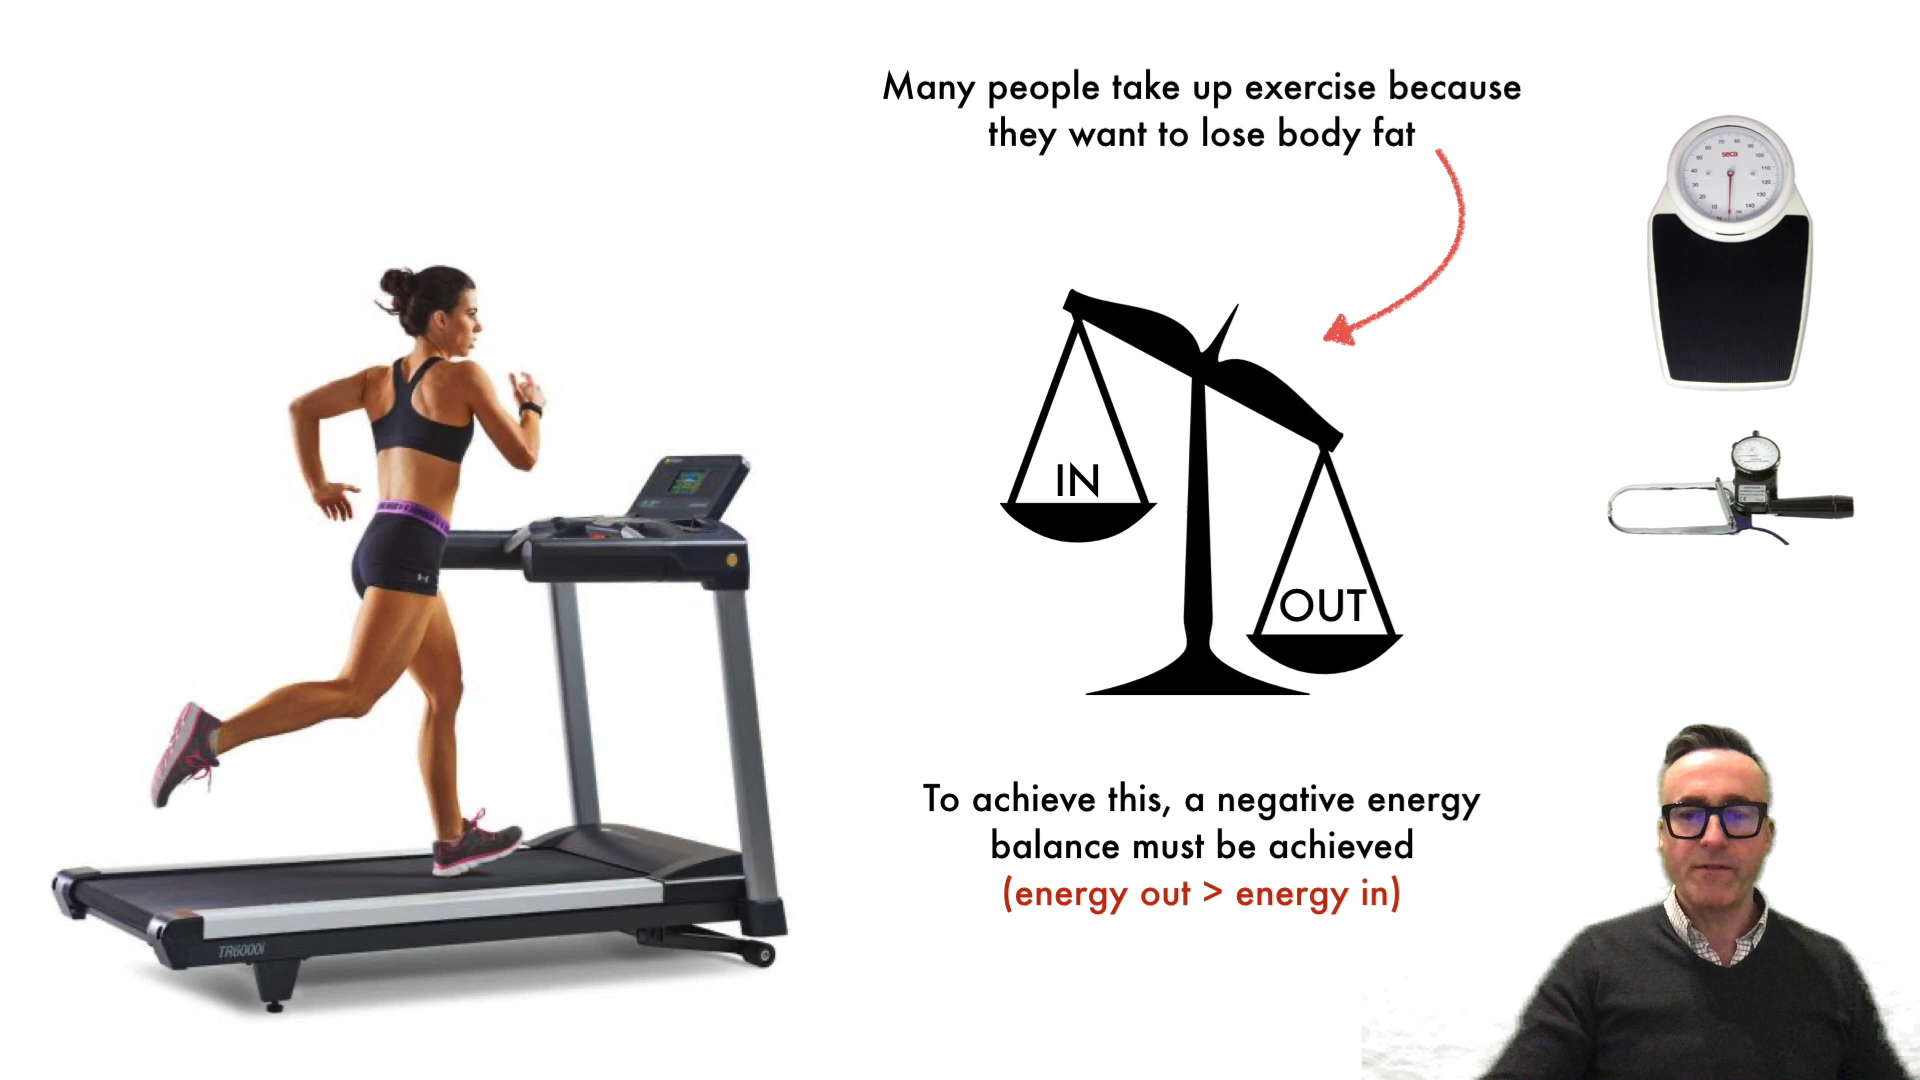 Many people take up exercise because
they want to lose body fat
seca
IN
OUT
To achieve this, a negative energy
balance must be achieved
(energy out > energy in)
TR6000i